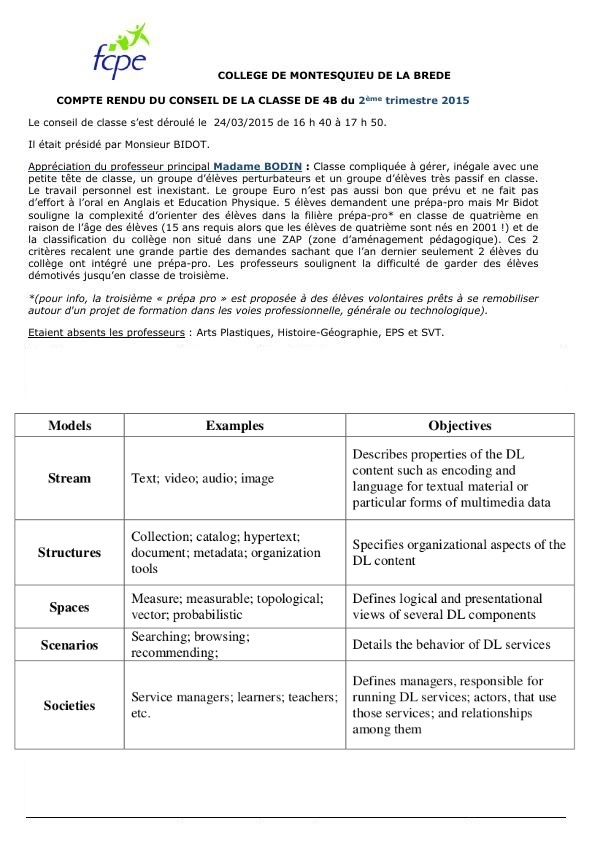 fcpe
COLLEGE DE MONTESQUIEU DE LA BREDE
COMPTE RENDU DU CONSEIL DE LA CLASSE DE 4B du 2ème trimestre 2015
Le conseil de classe s'est déroulé le 24/03/2015 de 16 h 40 à 17 h 50.
Il était présidé par Monsieur BIDOT.
Appréciation du professeur principal Madame BODIN : Classe compliquée à gérer, inégale avec une
petite tête de classe, un groupe d'élèves perturbateurs et un groupe d'élèves très passif en classe.
Le travail personnel est inexistant. Le groupe Euro n'est pas aussi bon que prévu et ne fait pas
d'effort à l'oral en Anglais et Education Physique. 5 élèves demandent une prépa-pro mais Mr Bidot
souligne la complexité d'orienter des élèves dans la filière prépa-pro* en classe de quatrième en
raison de l'âge des élèves (15 ans requis alors que les élèves de quatrième sont nés en 2001 !) et de
la classification du collège non situé dans une ZAP (zone d'aménagement pédagogique). Ces 2
critères recalent une grande partie des demandes sachant que l'an dernier seulement 2 élèves du
collège ont intégré une prépa-pro. Les professeurs soulignent la difficulté de garder des élèves
démotivés jusqu'en classe de troisième.
*(pour info, la troisième « prépa pro » est proposée à des élèves volontaires prêts à se remobiliser
autour d'un projet de formation dans les voies professionnelle, générale ou technologique).
Etaient absents les professeurs : Arts Plastiques, Histoire-Géographie, EPS et SVT.
Models Examples Objectives
Stream Text; video; audio; image Describes properties of the DL
content such as encoding and
language for textual material or
particular forms of multimedia data
Structures Collection; catalog; hypertext;
document; metadata; organization
tools Specifies organizational aspects of the
DL content
Spaces Measure; measurable; topological;
vector; probabilistic Defines logical and presentational
views of several DL components
Scenarios Searching; browsing;
recommending; Details the behavior of DL services
Societies Service managers; learners; teachers;
etc. Defines managers, responsible for
running DL services; actors, that use
those services; and relationships
among them